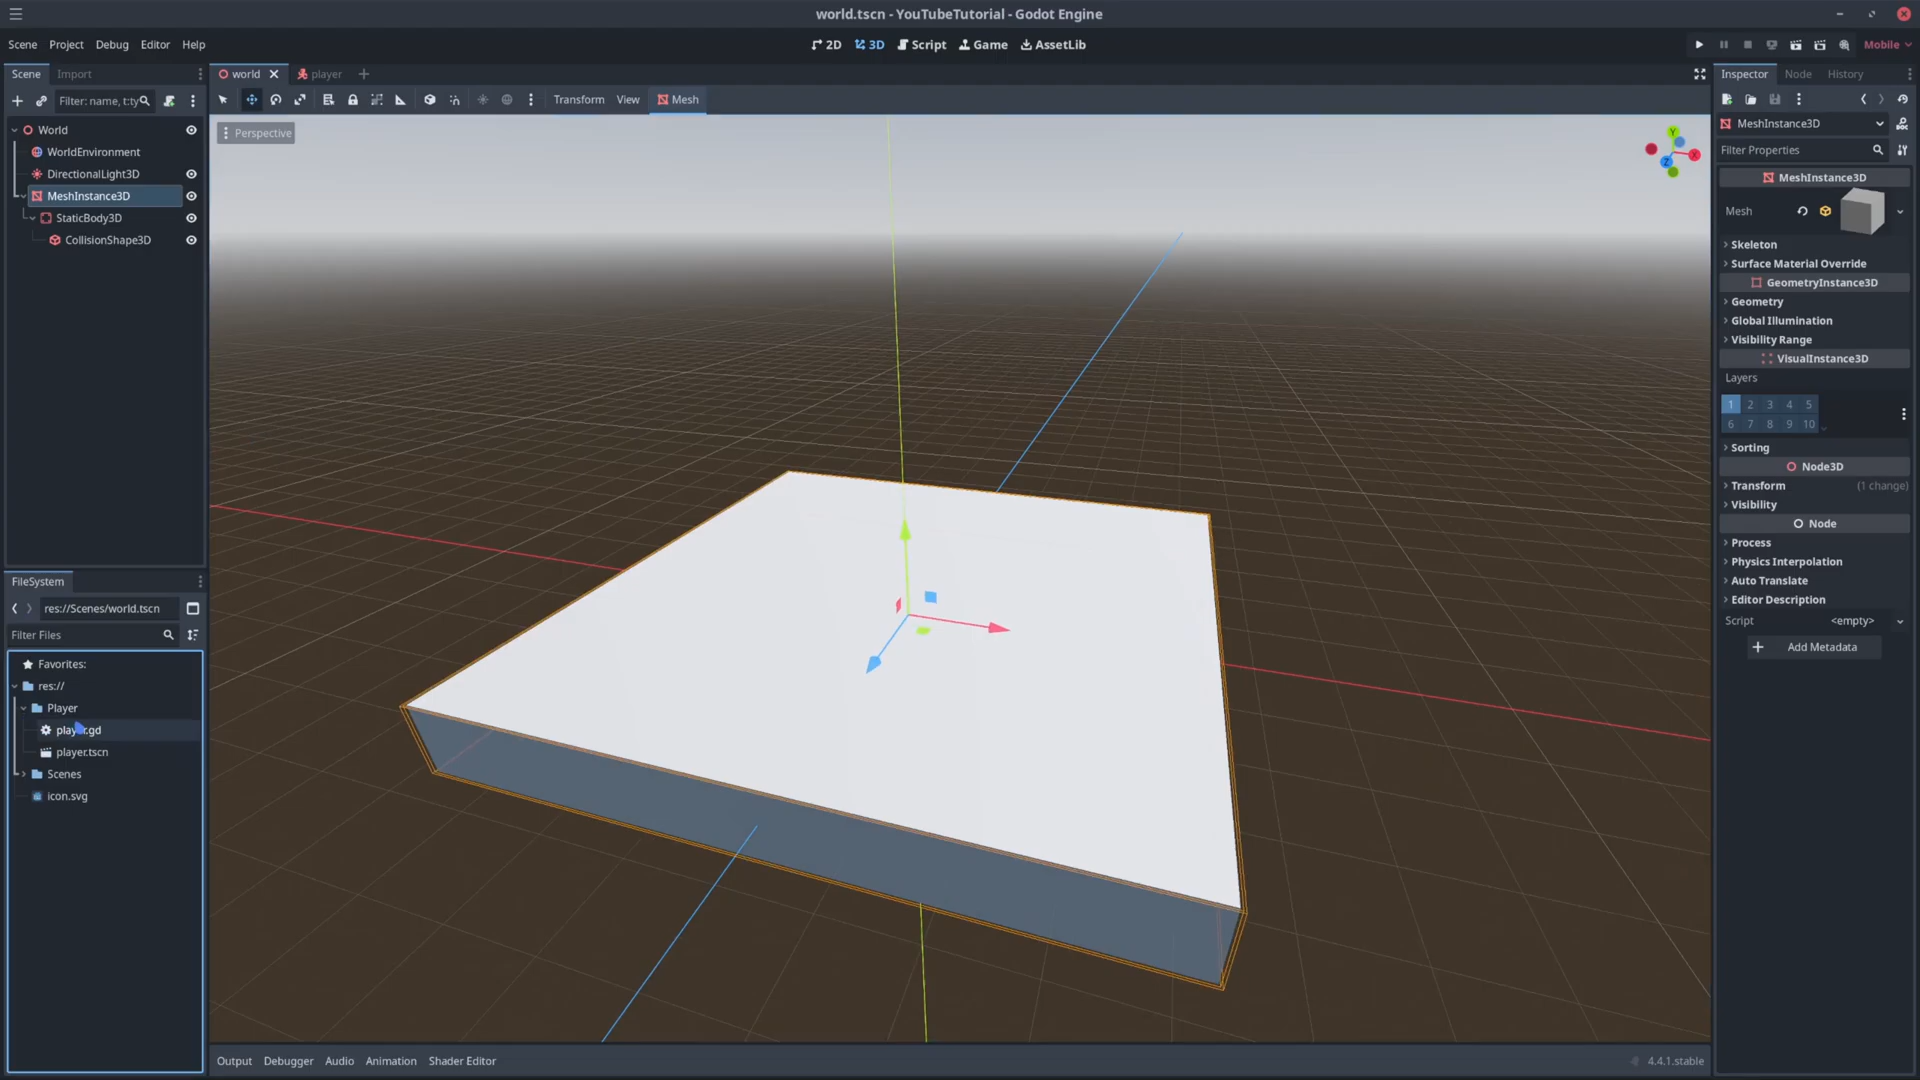 world.tscn - YouTubeTutorial - Godot Engine
Scene Project Debug Editor Help
2D 3D Script Game AssetLib
Mobile
Scene Import
Filter: name, t:ty
World
WorldEnvironment
DirectionalLight3D
MeshInstance3D
StaticBody3D
CollisionShape3D
FileSystem
res://Scenes/world.tscn
Filter Files
Favorites:
res://
Player
player.gd
player.tscn
Scenes
icon.svg
world player
Transform View Mesh
Perspective
Y
X
Z
Output Debugger Audio Animation Shader Editor
4.4.1.stable
Inspector Node History
MeshInstance3D
Filter Properties
MeshInstance3D
Mesh
Skeleton
Surface Material Override
GeometryInstance3D
Geometry
Global Illumination
Visibility Range
VisualInstance3D
Layers
1 2 3 4 5
6 7 8 9 10
Sorting
Node3D
Transform (1 change)
Visibility
Node
Process
Physics Interpolation
Auto Translate
Editor Description
Script <empty>
Add Metadata